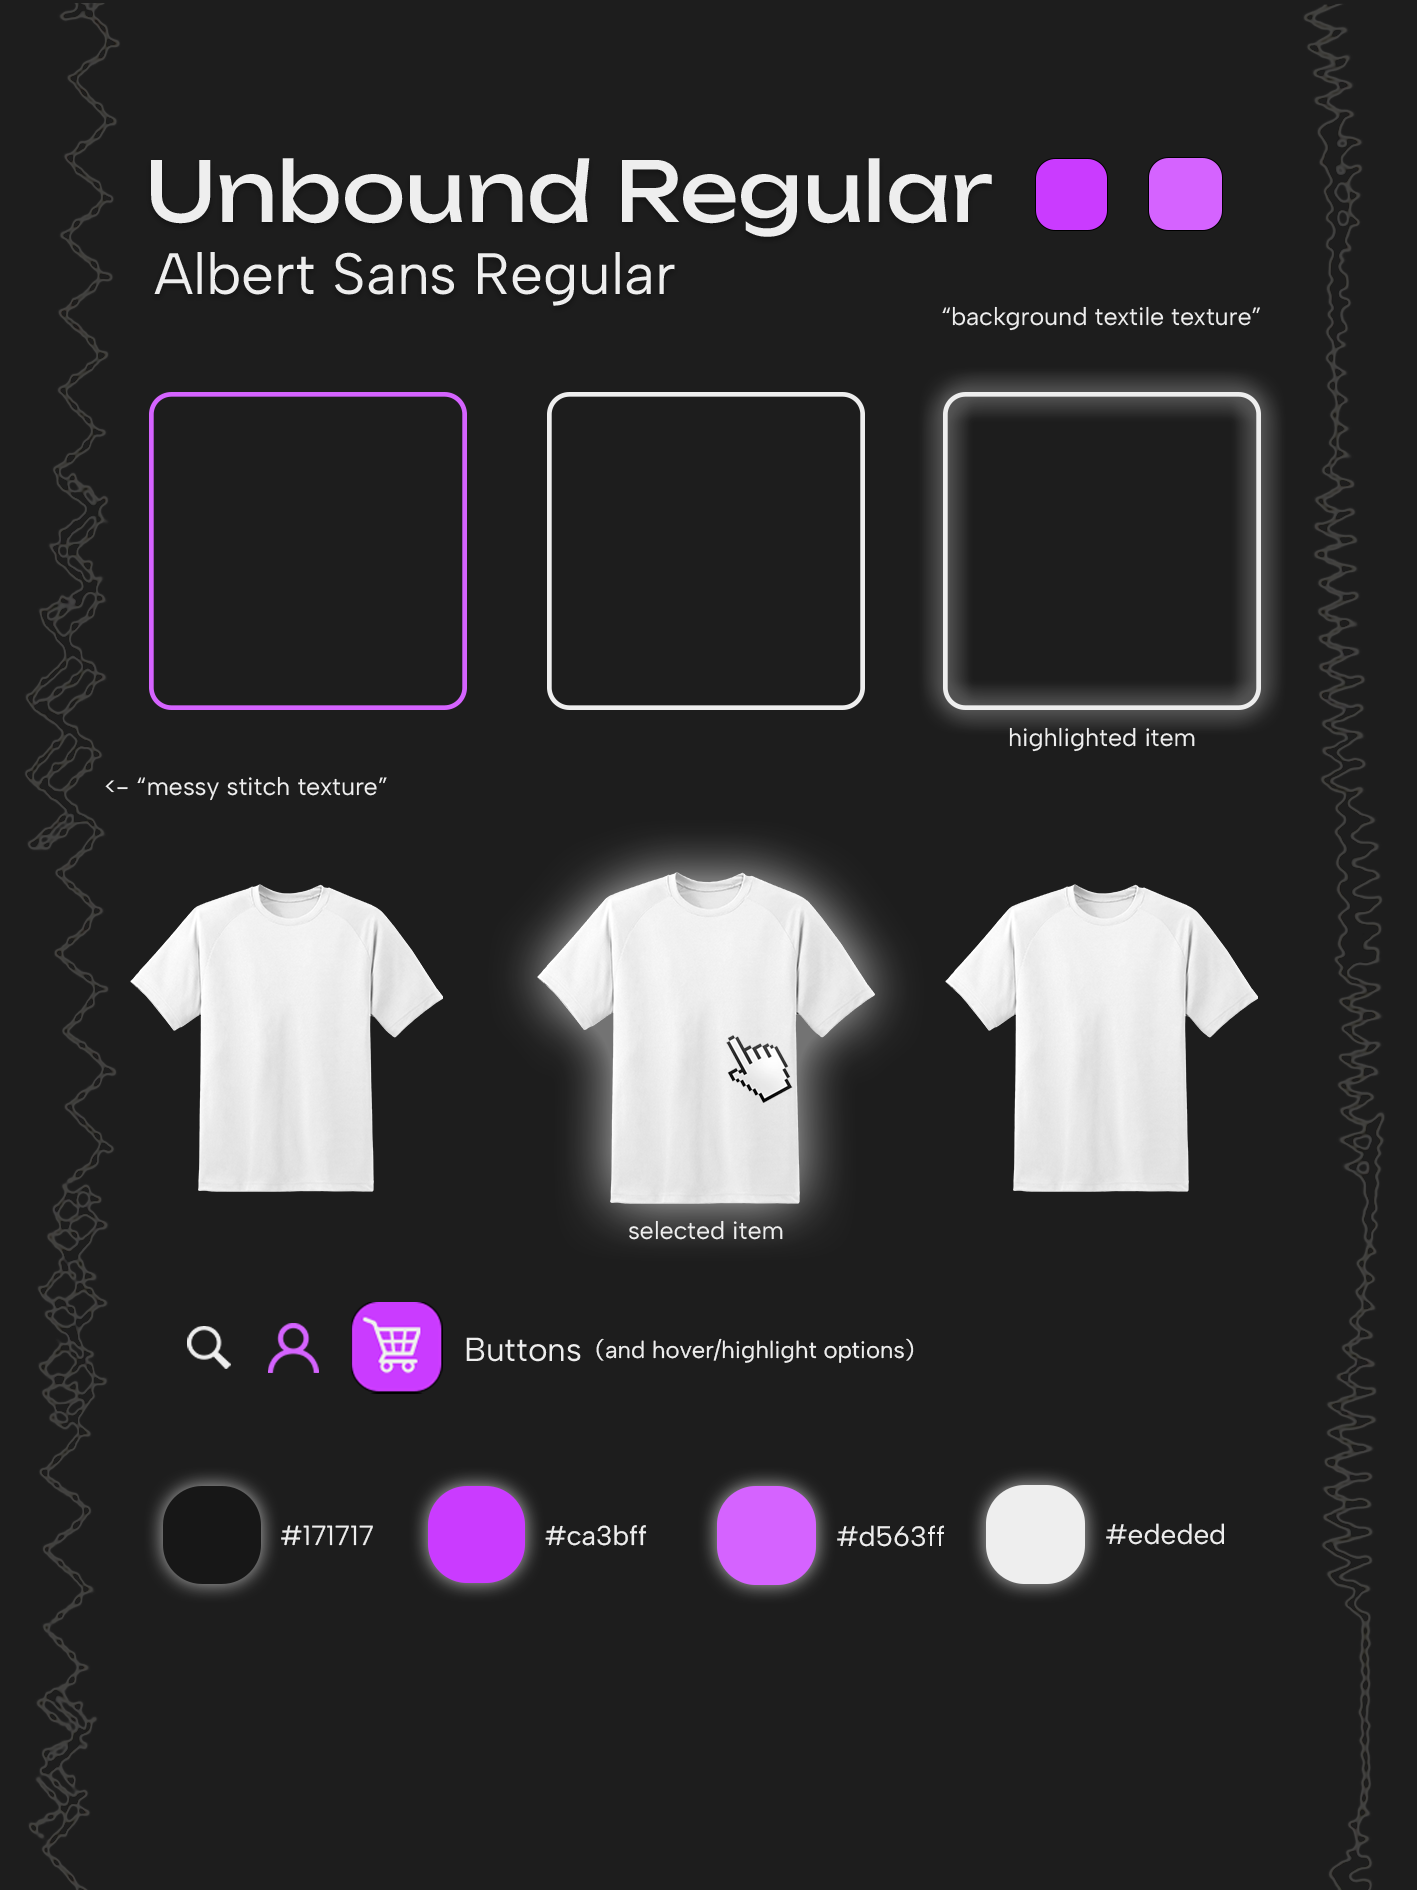 Unbound Regular
Albert Sans Regular
“background textile texture”
highlighted item
<- “messy stitch texture”
selected item
Buttons (and hover/highlight options)
#171717 #ca3bff #d563ff #ededed